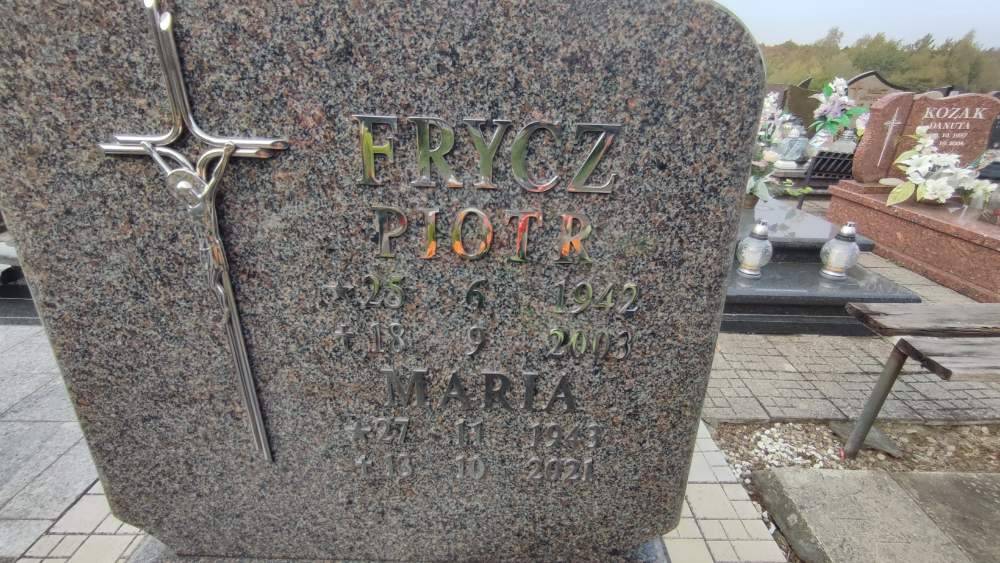 FRYCZ
PIOTR
* 25 6 1942
+ 18 9 2003
MARIA
* 27 11 1943
+ 13 10 2021
KOZAK
DANUTA